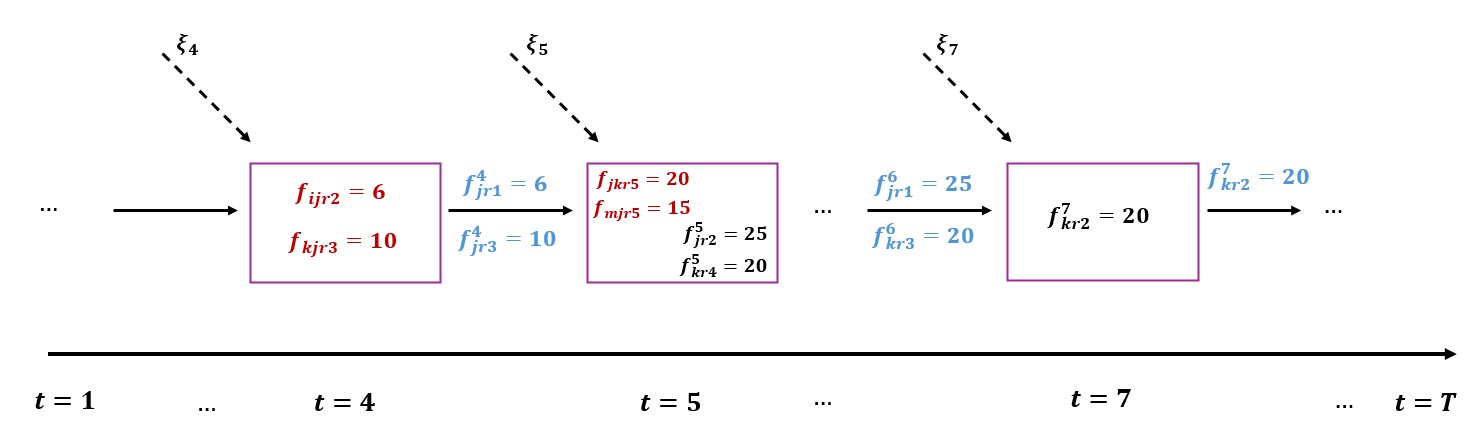 ξ₄ ξ₅ ξ₇
... f_{ijr2} = 6 f^4_{jr1} = 6 f_{jkr5} = 20 ... f^6_{jr1} = 25 f^7_{kr2} = 20 ...
f_{kjr3} = 10 f^4_{jr3} = 10 f_{mjr5} = 15 f^6_{kr3} = 20 f^7_{kr2} = 20
f^5_{jr2} = 25
f^5_{kr4} = 20
t = 1 ... t = 4 t = 5 ... t = 7 ... t = T